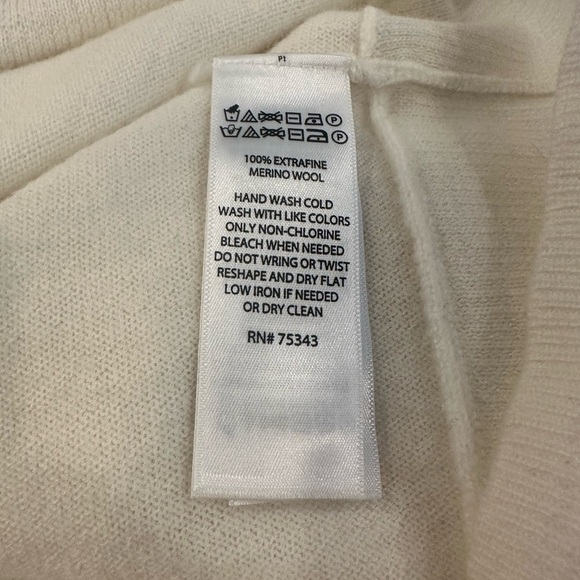 P1
P
P
100% EXTRAFINE
MERINO WOOL
HAND WASH COLD
WASH WITH LIKE COLORS
ONLY NON-CHLORINE
BLEACH WHEN NEEDED
DO NOT WRING OR TWIST
RESHAPE AND DRY FLAT
LOW IRON IF NEEDED
OR DRY CLEAN
RN# 75343